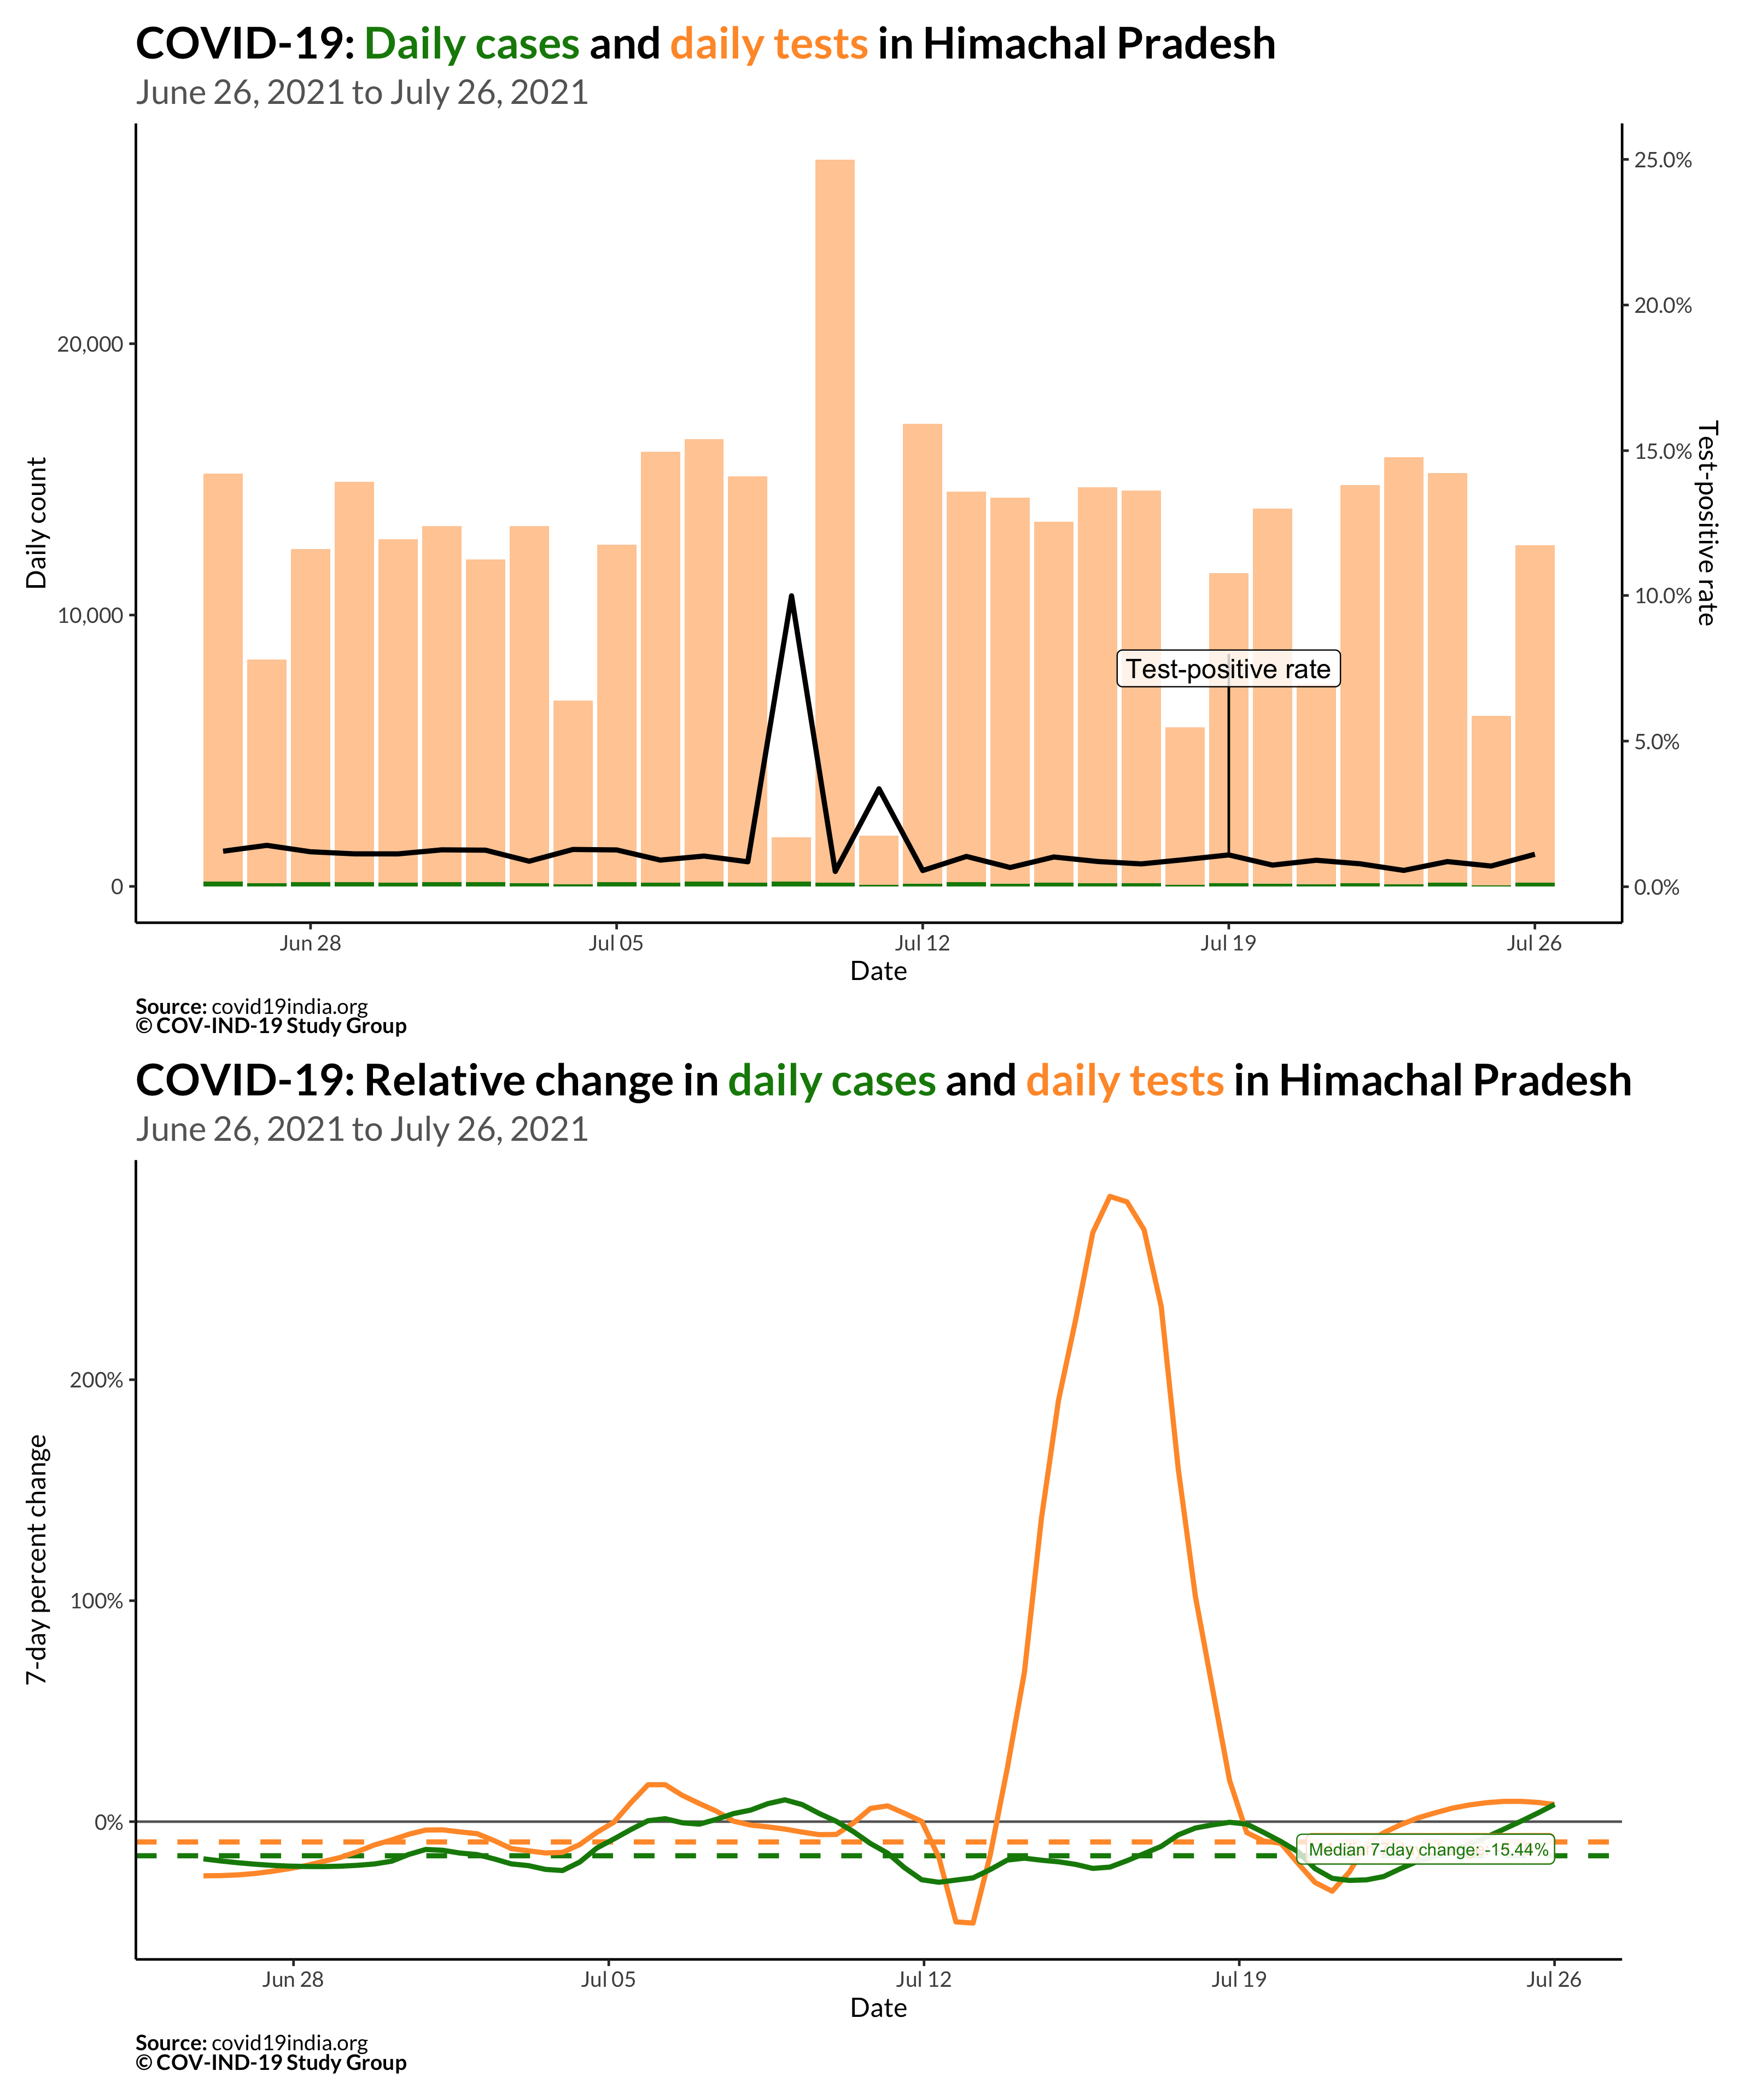 COVID-19: Daily cases and daily tests in Himachal Pradesh
June 26, 2021 to July 26, 2021
25.0%
20.0%
20,000
15.0%
Daily count
Test-positive rate
10,000
10.0%
Test-positive rate
5.0%
0
0.0%
Jun 28
Jul 05
Jul 12
Jul 19
Jul 26
Date
Source: covid19india.org
© COV-IND-19 Study Group
COVID-19: Relative change in daily cases and daily tests in Himachal Pradesh
June 26, 2021 to July 26, 2021
200%
7-day percent change
100%
0%
Median 7-day change: -15.44%
Jun 28
Jul 05
Jul 12
Jul 19
Jul 26
Date
Source: covid19india.org
© COV-IND-19 Study Group